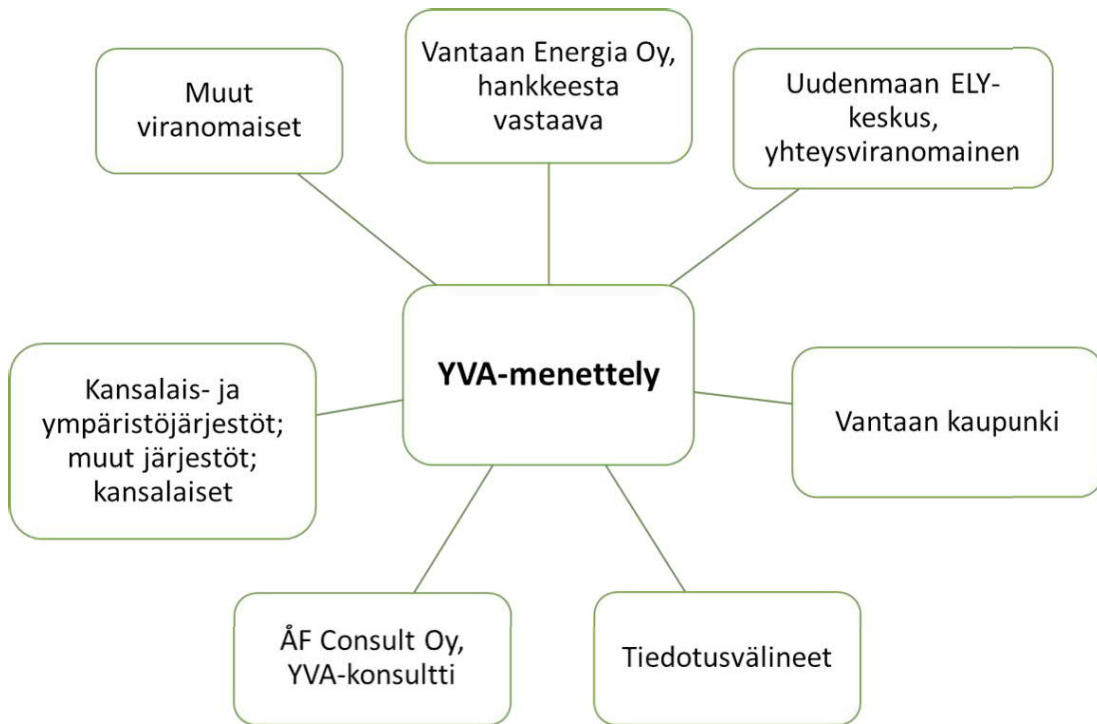 Muut
viranomaiset
Vantaan Energia Oy,
hankkeesta
vastaava
Uudenmaan ELY-
keskus,
yhteysviranomainen
Kansalais- ja
ympäristöjärjestöt;
muut järjestöt;
kansalaiset
YVA-menettely
Vantaan kaupunki
ÅF Consult Oy,
YVA-konsultti
Tiedotusvälineet